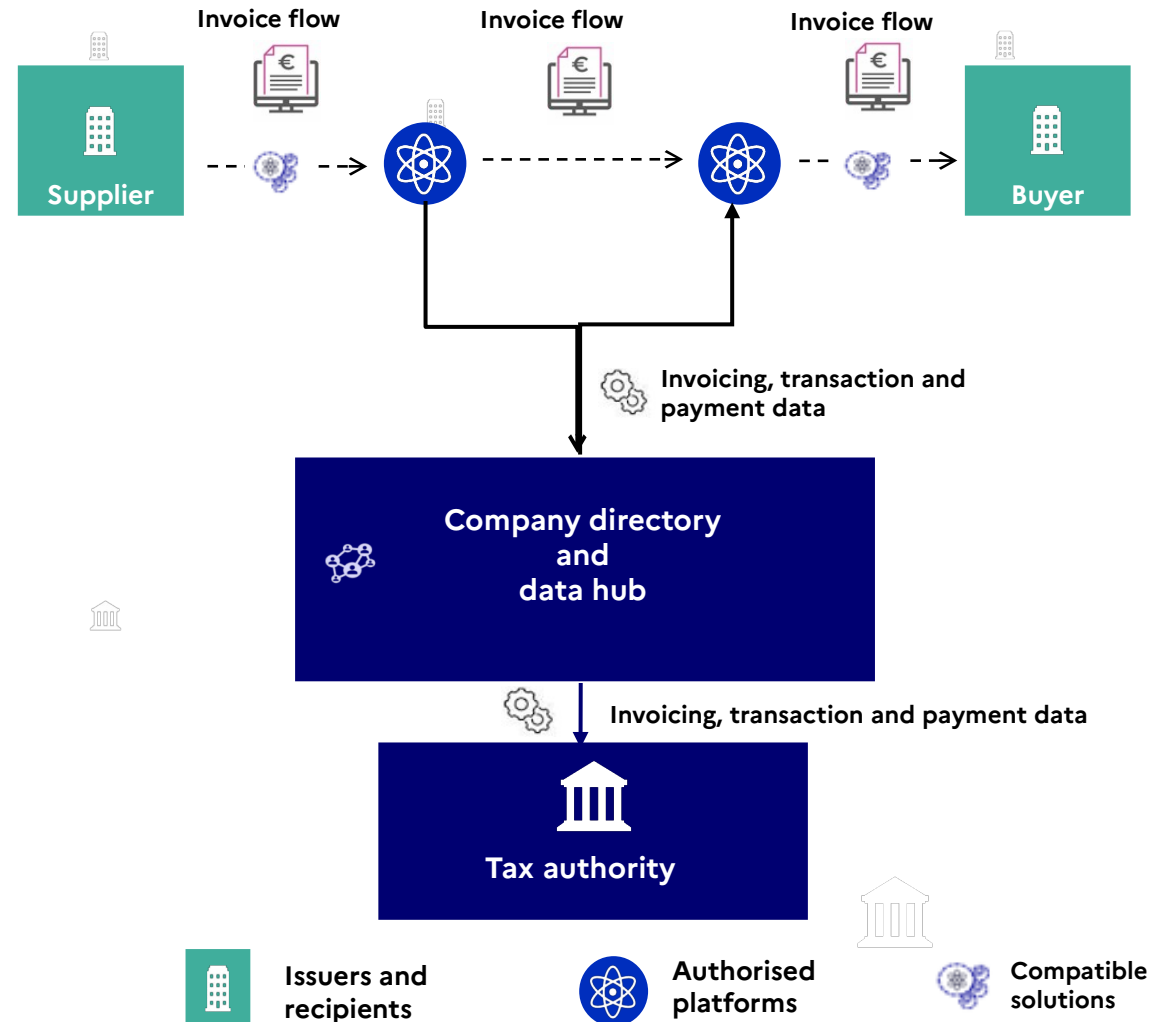 Invoice flow
Invoice flow
Invoice flow
€
€
€
Supplier
Buyer
Invoicing, transaction and
payment data
Company directory
and
data hub
Invoicing, transaction and payment data
Tax authority
Issuers and
recipients
Authorised
platforms
Compatible
solutions